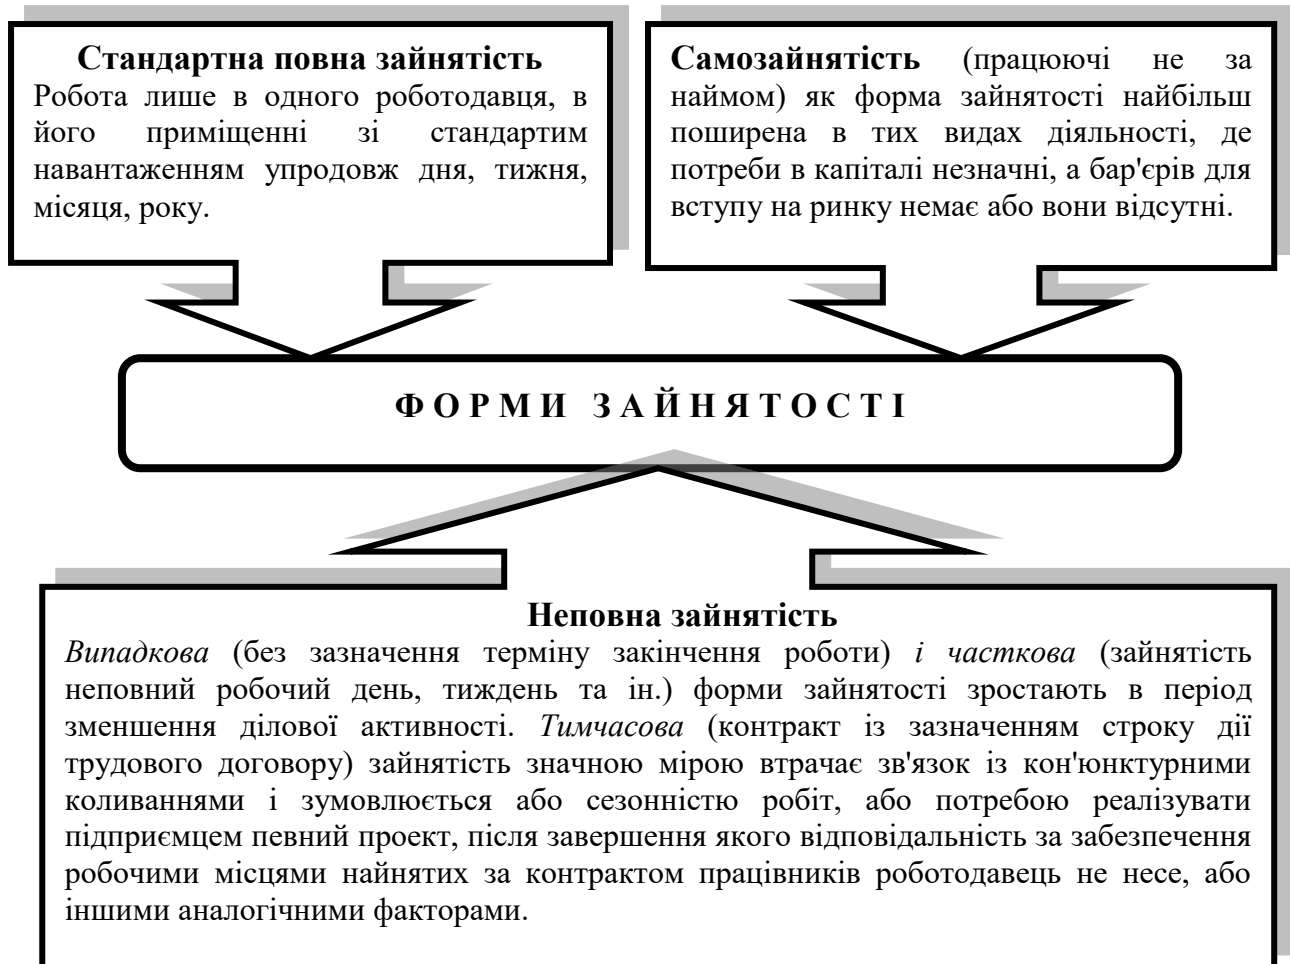 Стандартна повна зайнятість
Робота лише в одного роботодавця, в
його приміщенні зі стандартим
навантаженням упродовж дня, тижня,
місяця, року.
Самозайнятість (працюючі не за
наймом) як форма зайнятості найбільш
поширена в тих видах діяльності, де
потреби в капіталі незначні, а бар'єрів для
вступу на ринку немає або вони відсутні.
ФОРМИ ЗАЙНЯТОСТІ
Неповна зайнятість
Випадкова (без зазначення терміну закінчення роботи) і часткова (зайнятість
неповний робочий день, тиждень та ін.) форми зайнятості зростають в період
зменшення ділової активності. Тимчасова (контракт із зазначенням строку дії
трудового договору) зайнятість значною мірою втрачає зв'язок із кон'юнктурними
коливаннями і зумовлюється або сезонністю робіт, або потребою реалізувати
підприємцем певний проект, після завершення якого відповідальність за забезпечення
робочими місцями найнятих за контрактом працівників роботодавець не несе, або
іншими аналогічними факторами.